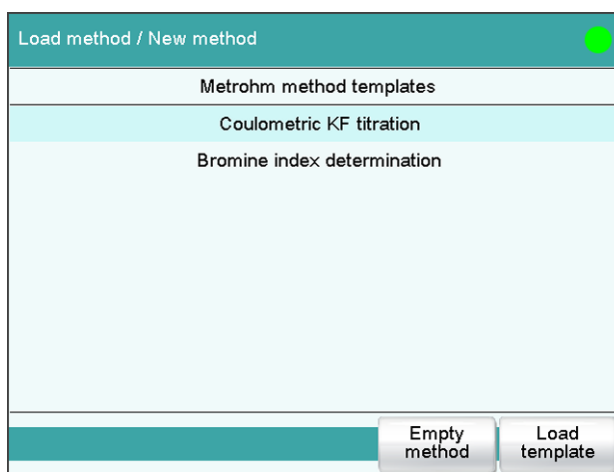 Load method / New method
Metrohm method templates
Coulometric KF titration
Bromine index determination
Empty
method
Load
template